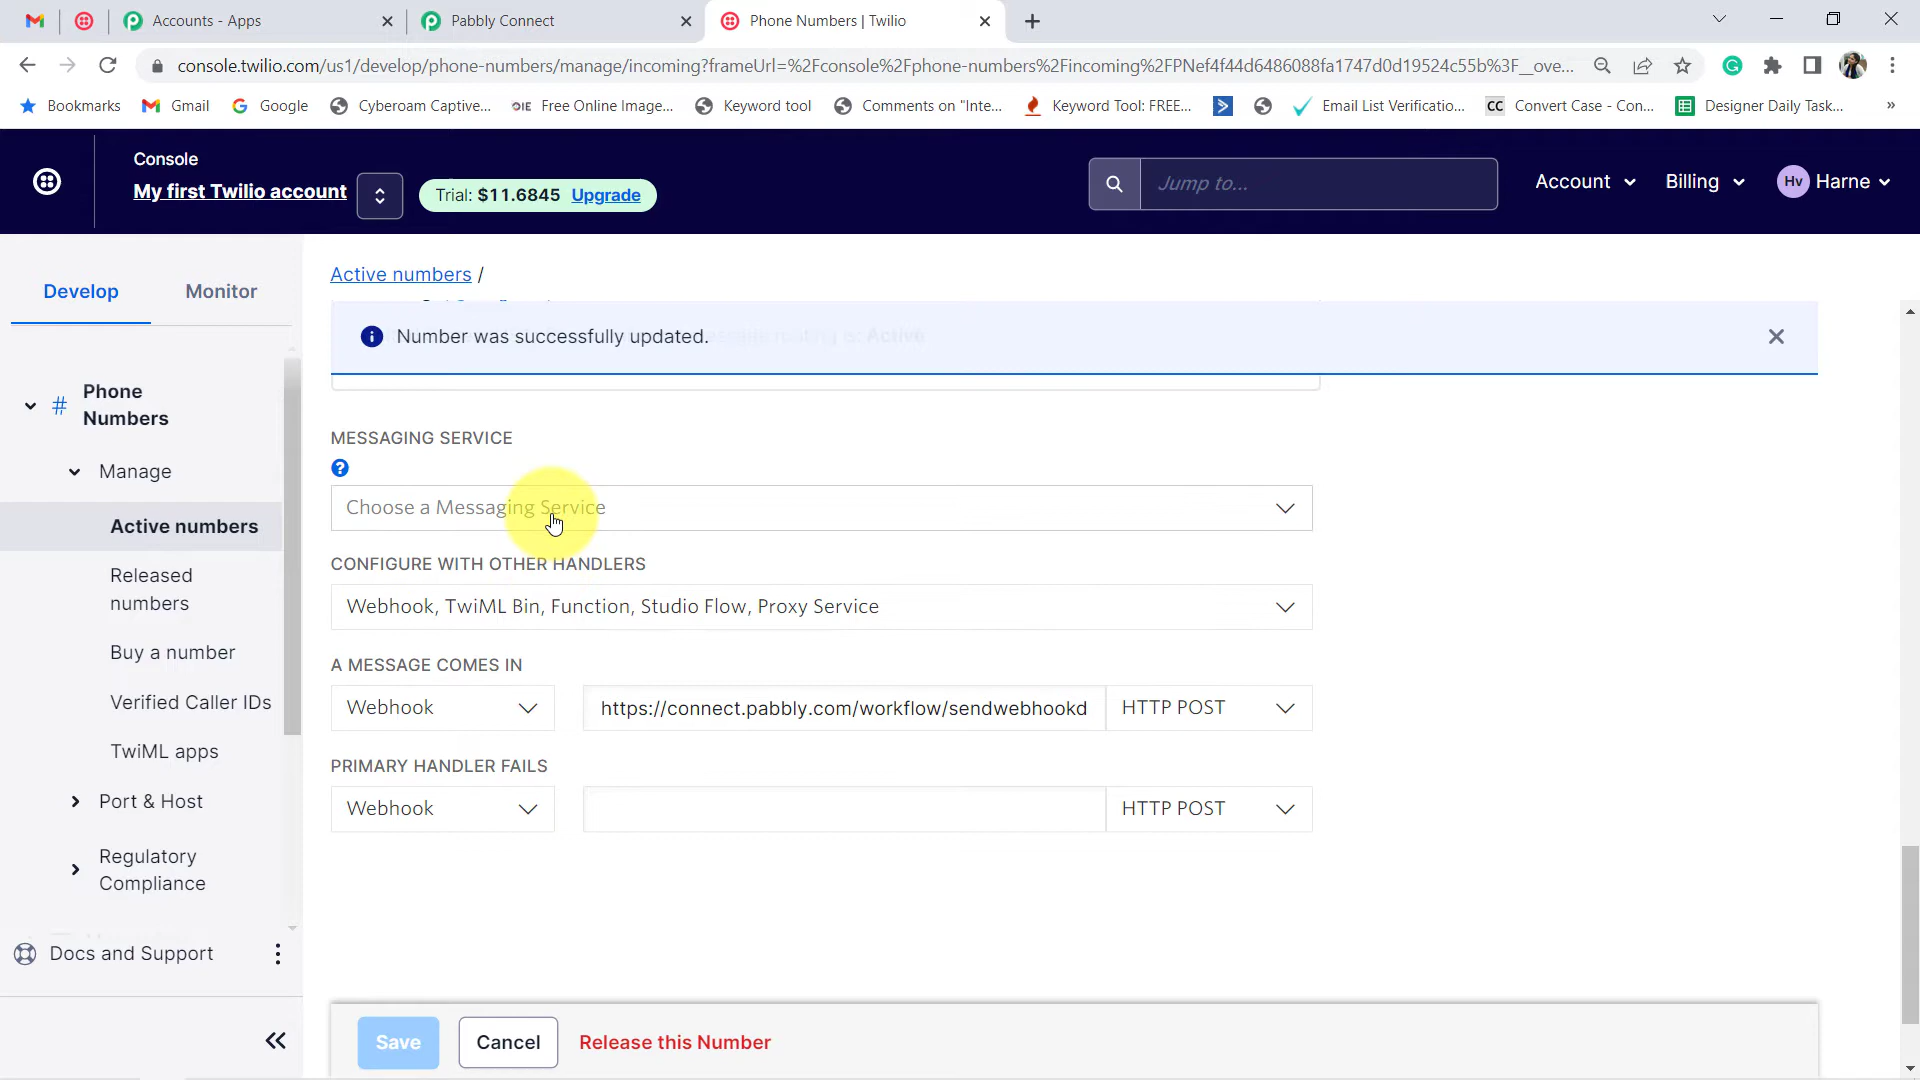 Accounts - Apps
Pabbly Connect
Phone Numbers | Twilio
console.twilio.com/us1/develop/phone-numbers/manage/incoming?frameUrl=%2Fconsole%2Fphone-numbers%2Fincoming%2FPNef4f44d6486088fa1747d0d19524c55b%3F__ove...
Bookmarks
Gmail
Google
Cyberoam Captive...
Free Online Image...
Keyword tool
Comments on "Inte...
Keyword Tool: FREE...
Email List Verificatio...
CC
Convert Case - Con...
Designer Daily Task...
»
Console
My first Twilio account
Trial: $11.6845 Upgrade
Jump to...
Account
Billing
Hv
Harne
Develop
Monitor
Active numbers /
Number was successfully updated.
# Phone
Numbers
Manage
Active numbers
Released
numbers
Buy a number
Verified Caller IDs
TwiML apps
Port & Host
Regulatory
Compliance
Docs and Support
MESSAGING SERVICE
Choose a Messaging Service
CONFIGURE WITH OTHER HANDLERS
Webhook, TwiML Bin, Function, Studio Flow, Proxy Service
A MESSAGE COMES IN
Webhook
https://connect.pabbly.com/workflow/sendwebhookd
HTTP POST
PRIMARY HANDLER FAILS
Webhook
HTTP POST
Save
Cancel
Release this Number